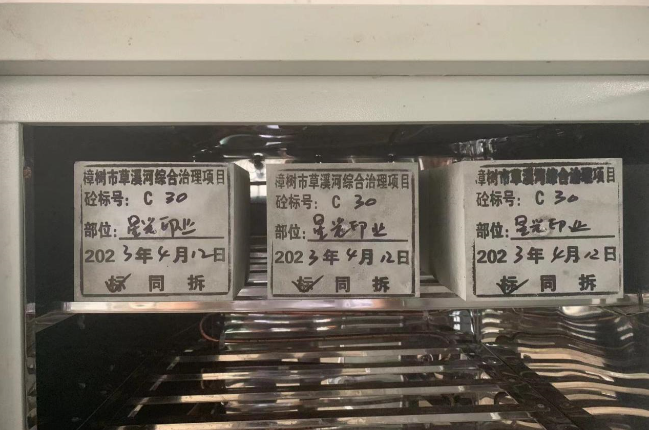 樟树市草溪河综合治理项目
砼标号: C 30
部位: 星光印业
2023年4月12日
标 同 拆
樟树市草溪河综合治理项目
砼标号: C 30
部位: 星光印业
2023年4月12日
标 同 拆
樟树市草溪河综合治理项目
砼标号: C 30
部位: 星光印业
2023年4月12日
标 同 拆